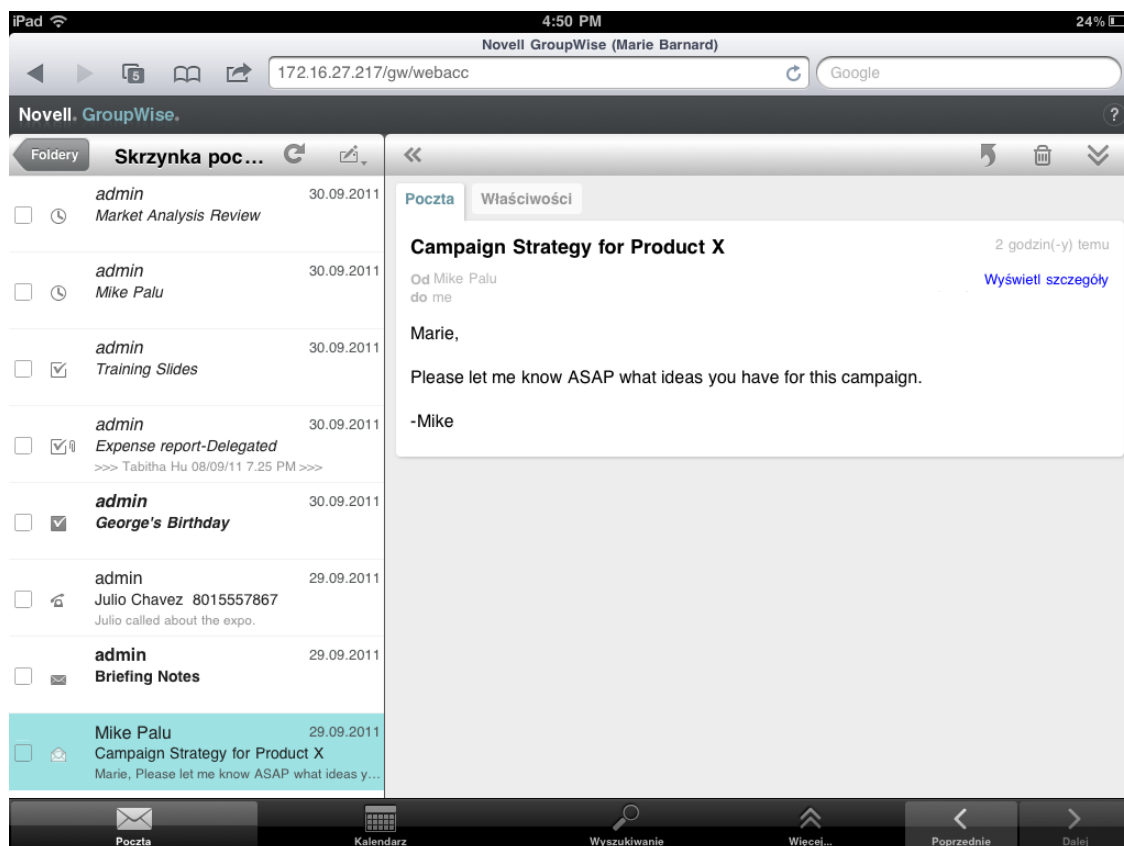 iPad 4:50 PM 24%
Novell GroupWise (Marie Barnard)
5 172.16.27.217/gw/webacc Google
Novell. GroupWise. ?
Foldery Skrzynka poc...
admin 30.09.2011
Market Analysis Review
admin 30.09.2011
Mike Palu
admin 30.09.2011
Training Slides
admin 30.09.2011
Expense report-Delegated
>>> Tabitha Hu 08/09/11 7.25 PM >>>
admin 30.09.2011
George's Birthday
admin 29.09.2011
Julio Chavez 8015557867
Julio called about the expo.
admin 29.09.2011
Briefing Notes
Mike Palu 29.09.2011
Campaign Strategy for Product X
Marie, Please let me know ASAP what ideas y...
Poczta Właściwości
Campaign Strategy for Product X 2 godzin(-y) temu
Od Mike Palu Wyświetl szczegóły
do me
Marie,
Please let me know ASAP what ideas you have for this campaign.
-Mike
Poczta Kalendarz Wyszukiwanie Więcej... Poprzednie Dalej